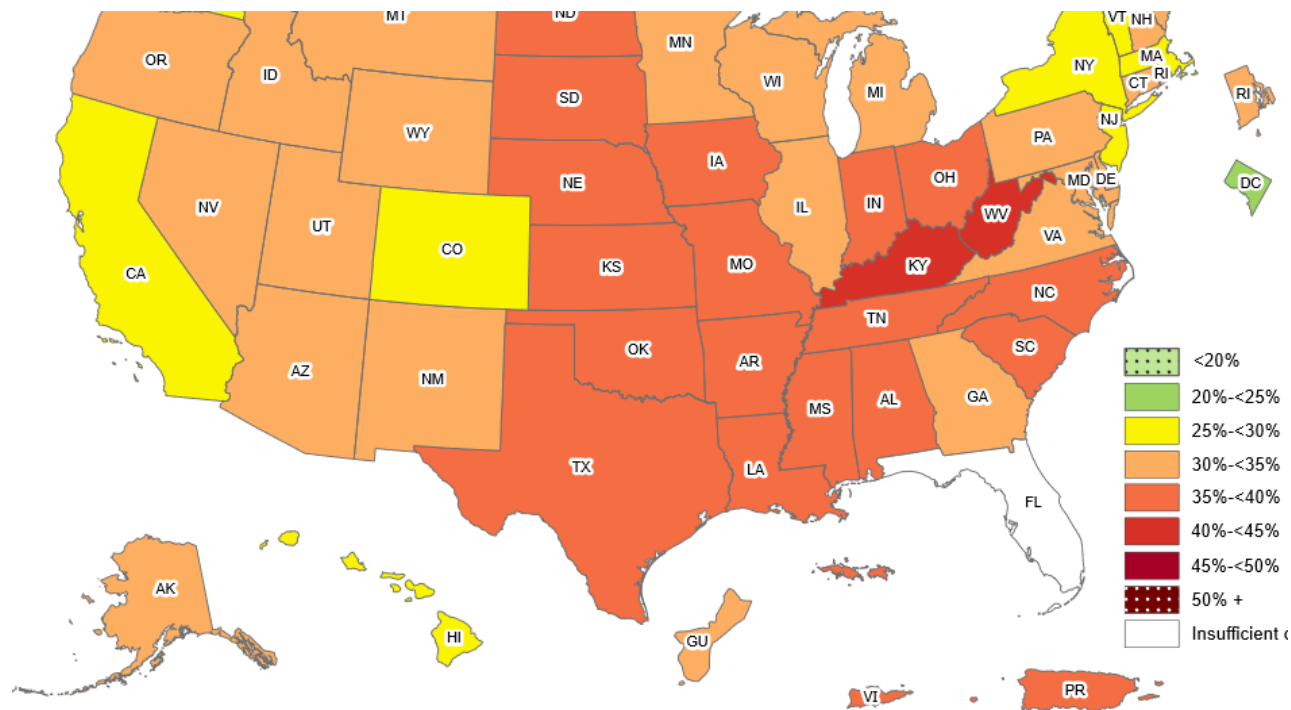 MT
ND
VT
NH
OR
ID
MN
WI
MI
NY
MA
RI
CT
SD
WY
RI
NJ
PA
IA
NE
OH
MD
DE
DC
NV
UT
IL
IN
WV
VA
CO
CA
KS
MO
KY
NC
TN
SC
AZ
NM
OK
AR
MS
AL
GA
TX
LA
FL
AK
HI
GU
VI
PR
<20%
20%-<25%
25%-<30%
30%-<35%
35%-<40%
40%-<45%
45%-<50%
50% +
Insufficient